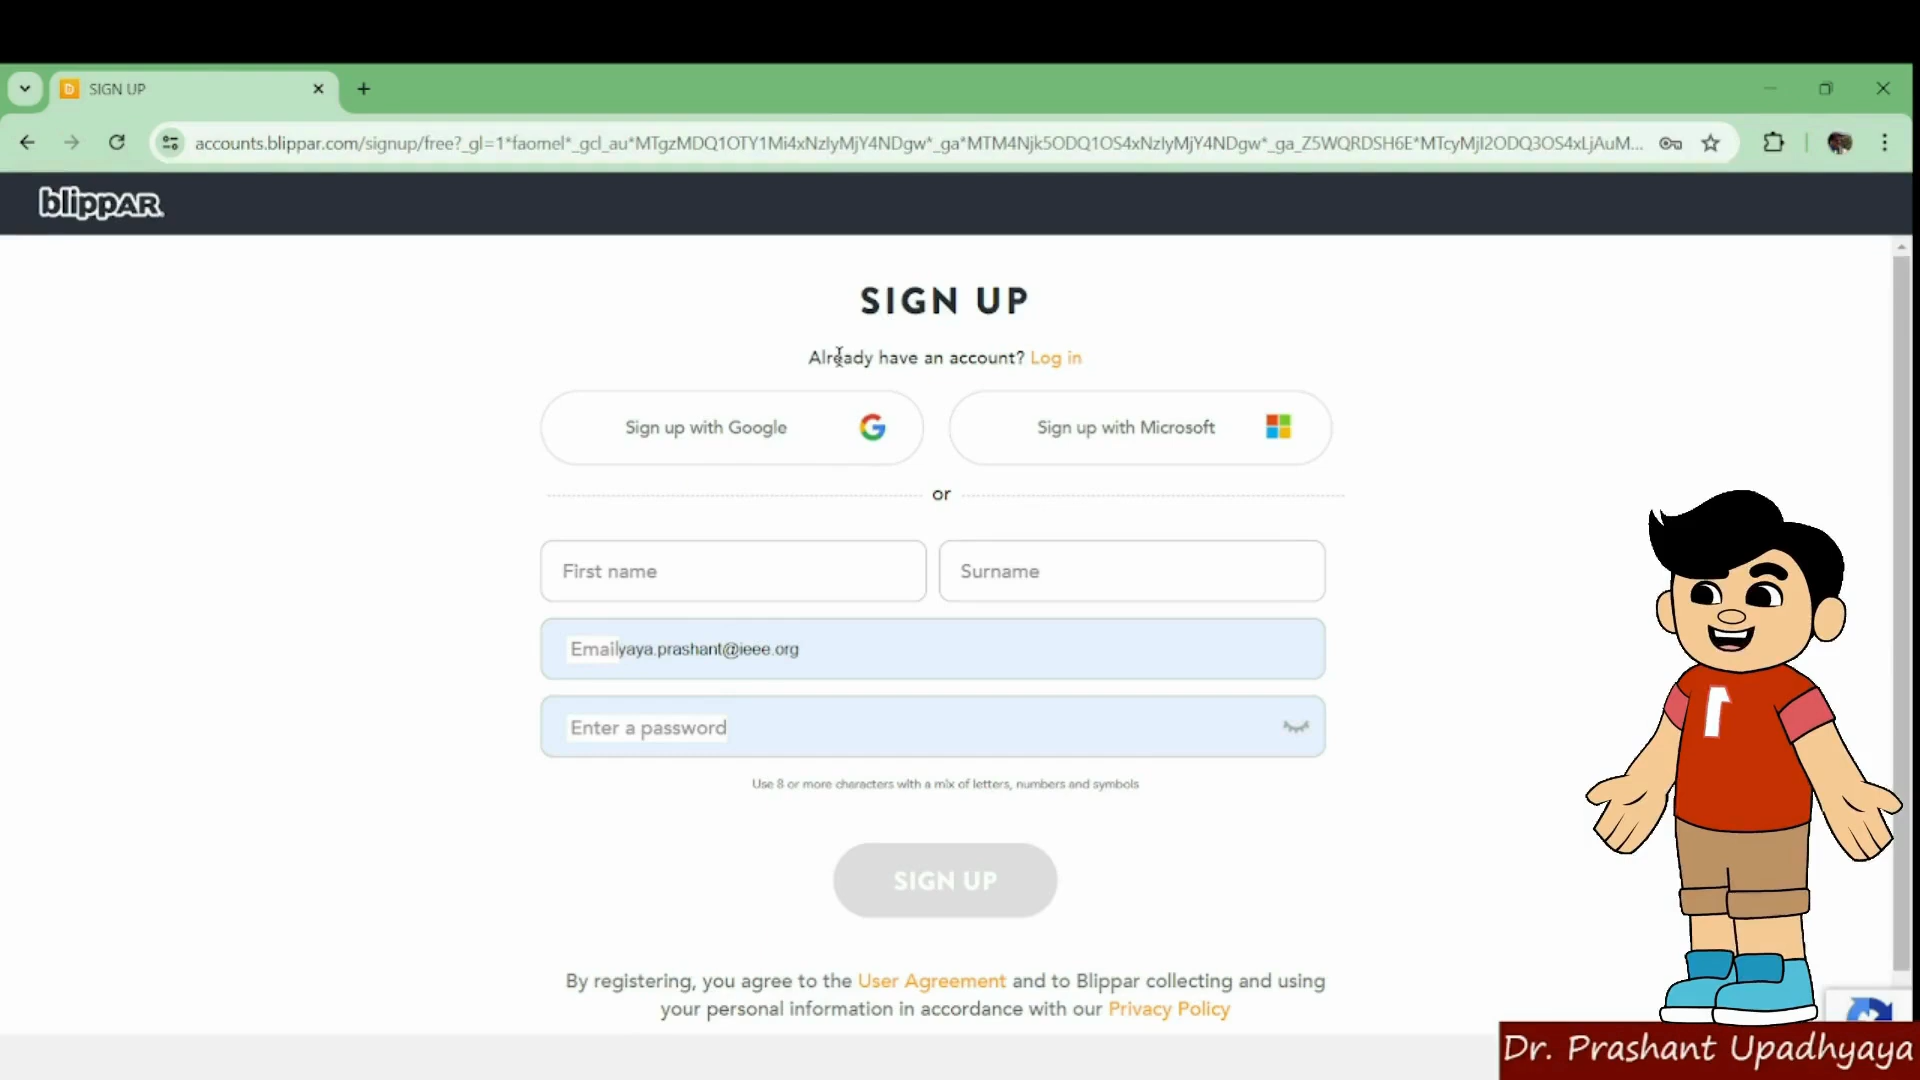 SIGN UP
accounts.blippar.com/signup/free?_gl=1*faomel*_gcl_au*MTgzMDQ1OTY1Mi4xNzIyMjY4NDgw*_ga*MTM4Njk5ODQ1OS4xNzIyMjY4NDgw*_ga_Z5WQRDSH6E*MTcyMjI2ODQ3OS4xLjAuM...
blippAR
SIGN UP
Already have an account? Log in
Sign up with Google
Sign up with Microsoft
or
First name
Surname
Emailyaya.prashant@ieee.org
Enter a password
Use 8 or more characters with a mix of letters, numbers and symbols
SIGN UP
By registering, you agree to the User Agreement and to Blippar collecting and using
your personal information in accordance with our Privacy Policy
1
Dr. Prashant Upadhyaya